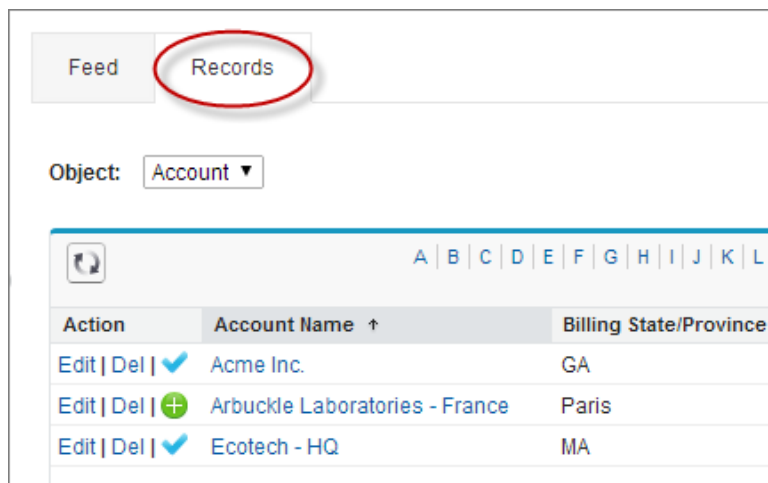 Feed Records
Object: Account ▼
A | B | C | D | E | F | G | H | I | J | K | L
Action Account Name ↑ Billing State/Province
Edit | Del | Acme Inc. GA
Edit | Del | Arbuckle Laboratories - France Paris
Edit | Del | Ecotech - HQ MA